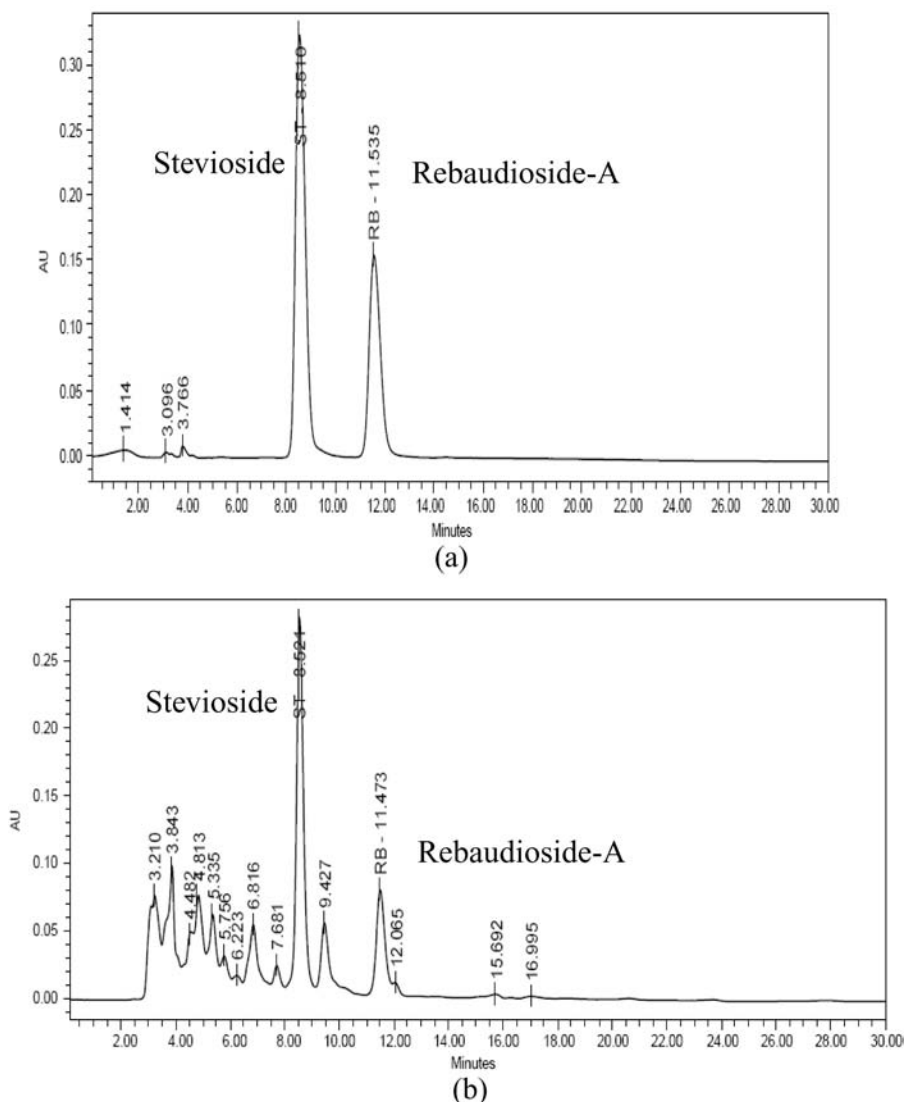 0.30
0.25
0.20
0.15
0.10
0.05
0.00
AU
1.414
3.096
3.766
Stevioside
ST - 8.510
RB - 11.535
Rebaudioside-A
2.00 4.00 6.00 8.00 10.00 12.00 14.00 16.00 18.00 20.00 22.00 24.00 26.00 28.00 30.00
Minutes
(a)
0.25
0.20
0.15
0.10
0.05
0.00
AU
3.210
3.843
4.482
4.813
5.335
5.756
6.223
6.816
7.681
Stevioside
ST - 8.521
9.427
RB - 11.473
Rebaudioside-A
12.065
15.692
16.995
2.00 4.00 6.00 8.00 10.00 12.00 14.00 16.00 18.00 20.00 22.00 24.00 26.00 28.00 30.00
Minutes
(b)